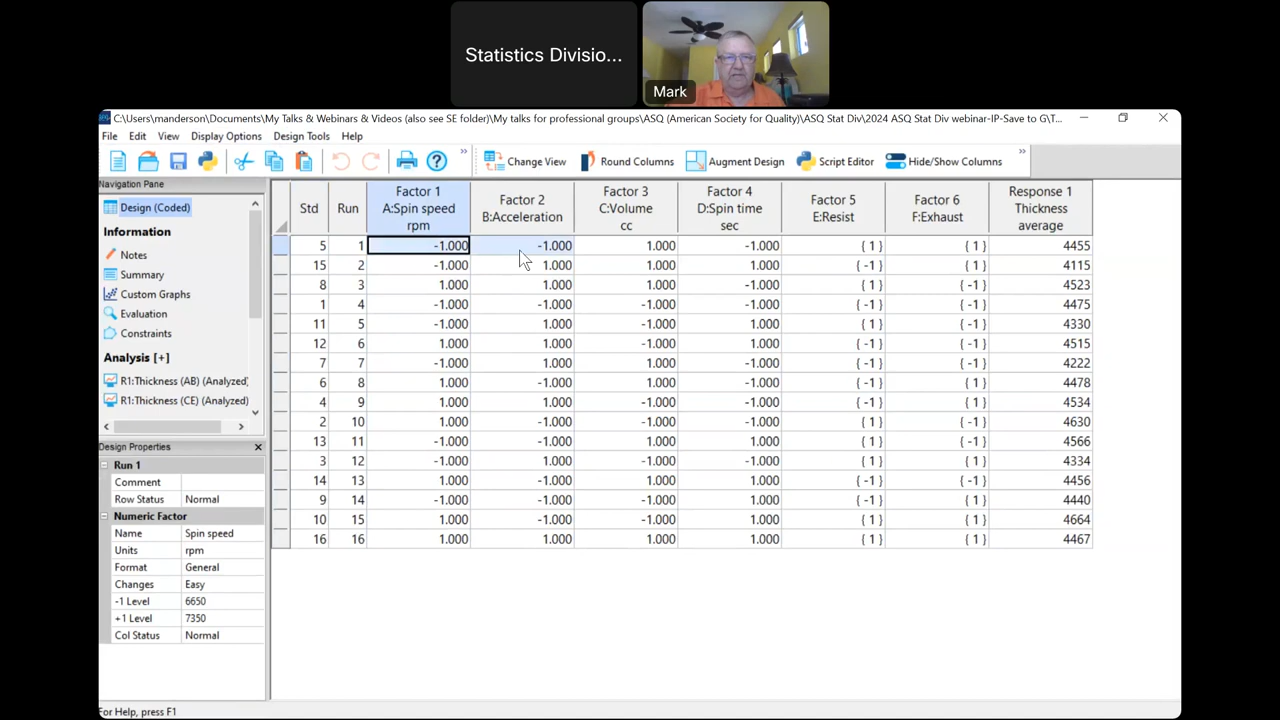 Statistics Divisio...
Mark
C:\Users\manderson\Documents\My Talks & Webinars & Videos (also see SE folder)\My talks for professional groups\ASQ (American Society for Quality)\ASQ Stat Div\2024 ASQ Stat Div webinar-IP-Save to G\T...
File Edit View Display Options Design Tools Help
» Change View Round Columns Augment Design Script Editor Hide/Show Columns »
Navigation Pane
Design (Coded)
Information
Notes
Summary
Custom Graphs
Evaluation
Constraints
Analysis [+]
R1:Thickness (AB) (Analyzed)
R1:Thickness (CE) (Analyzed)
Design Properties
Run 1
Comment
Row Status Normal
Numeric Factor
Name Spin speed
Units rpm
Format General
Changes Easy
-1 Level 6650
+1 Level 7350
Col Status Normal
Std Run Factor 1 A:Spin speed rpm Factor 2 B:Acceleration Factor 3 C:Volume cc Factor 4 D:Spin time sec Factor 5 E:Resist Factor 6 F:Exhaust Response 1 Thickness average
5 1 -1.000 -1.000 1.000 -1.000 { 1 } { 1 } 4455
15 2 -1.000 1.000 1.000 1.000 { -1 } { 1 } 4115
8 3 1.000 1.000 1.000 -1.000 { 1 } { -1 } 4523
1 4 -1.000 -1.000 -1.000 -1.000 { -1 } { -1 } 4475
11 5 -1.000 1.000 -1.000 1.000 { 1 } { -1 } 4330
12 6 1.000 1.000 -1.000 1.000 { -1 } { 1 } 4515
7 7 -1.000 1.000 1.000 -1.000 { -1 } { -1 } 4222
6 8 1.000 -1.000 1.000 -1.000 { -1 } { 1 } 4478
4 9 1.000 1.000 -1.000 -1.000 { -1 } { -1 } 4534
2 10 1.000 -1.000 -1.000 -1.000 { 1 } { -1 } 4630
13 11 -1.000 -1.000 1.000 1.000 { 1 } { -1 } 4566
3 12 -1.000 1.000 -1.000 -1.000 { 1 } { 1 } 4334
14 13 1.000 -1.000 1.000 1.000 { -1 } { -1 } 4456
9 14 -1.000 -1.000 -1.000 1.000 { -1 } { 1 } 4440
10 15 1.000 -1.000 -1.000 1.000 { 1 } { 1 } 4664
16 16 1.000 1.000 1.000 1.000 { 1 } { 1 } 4467
For Help, press F1